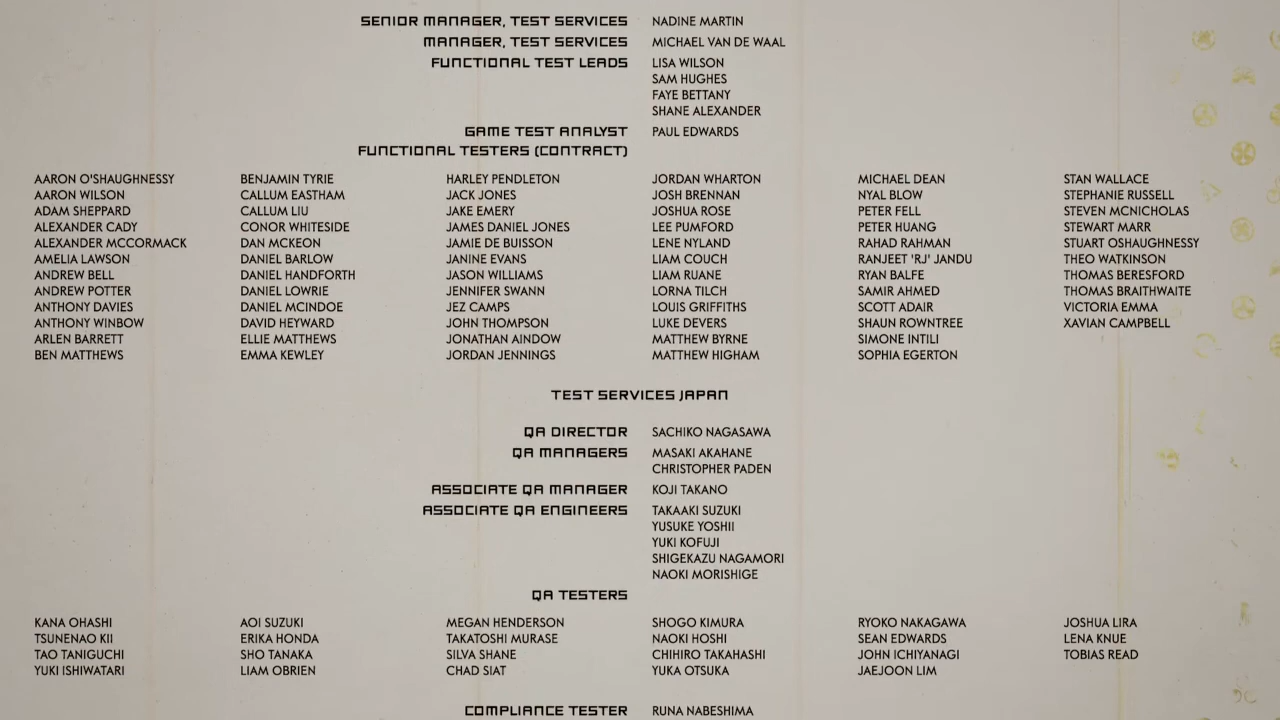 SENIOR MANAGER, TEST SERVICES NADINE MARTIN
MANAGER, TEST SERVICES MICHAEL VAN DE WAAL
FUNCTIONAL TEST LEADS LISA WILSON
SAM HUGHES
FAYE BETTANY
SHANE ALEXANDER
GAME TEST ANALYST PAUL EDWARDS
FUNCTIONAL TESTERS (CONTRACT)
AARON O'SHAUGHNESSY BENJAMIN TYRIE HARLEY PENDLETON JORDAN WHARTON MICHAEL DEAN STAN WALLACE
AARON WILSON CALLUM EASTHAM JACK JONES JOSH BRENNAN NYAL BLOW STEPHANIE RUSSELL
ADAM SHEPPARD CALLUM LIU JAKE EMERY JOSHUA ROSE PETER FELL STEVEN MCNICHOLAS
ALEXANDER CADY CONOR WHITESIDE JAMES DANIEL JONES LEE PUMFORD PETER HUANG STEWART MARR
ALEXANDER MCCORMACK DAN MCKEON JAMIE DE BUISSON LENE NYLAND RAHAD RAHMAN STUART OSHAUGHNESSY
AMELIA LAWSON DANIEL BARLOW JANINE EVANS LIAM COUCH RANJEET 'RJ' JANDU THEO WATKINSON
ANDREW BELL DANIEL HANDFORTH JASON WILLIAMS LIAM RUANE RYAN BALFE THOMAS BERESFORD
ANDREW POTTER DANIEL LOWRIE JENNIFER SWANN LORNA TILCH SAMIR AHMED THOMAS BRAITHWAITE
ANTHONY DAVIES DANIEL MCINDOE JEZ CAMPS LOUIS GRIFFITHS SCOTT ADAIR VICTORIA EMMA
ANTHONY WINBOW DAVID HEYWARD JOHN THOMPSON LUKE DEVERS SHAUN ROWNTREE XAVIAN CAMPBELL
ARLEN BARRETT ELLIE MATTHEWS JONATHAN AINDOW MATTHEW BYRNE SIMONE INTILI
BEN MATTHEWS EMMA KEWLEY JORDAN JENNINGS MATTHEW HIGHAM SOPHIA EGERTON
TEST SERVICES JAPAN
QA DIRECTOR SACHIKO NAGASAWA
QA MANAGERS MASAKI AKAHANE
CHRISTOPHER PADEN
ASSOCIATE QA MANAGER KOJI TAKANO
ASSOCIATE QA ENGINEERS TAKAAKI SUZUKI
YUSUKE YOSHII
YUKI KOFUJI
SHIGEKAZU NAGAMORI
NAOKI MORISHIGE
QA TESTERS
KANA OHASHI AOI SUZUKI MEGAN HENDERSON SHOGO KIMURA RYOKO NAKAGAWA JOSHUA LIRA
TSUNENAO KII ERIKA HONDA TAKATOSHI MURASE NAOKI HOSHI SEAN EDWARDS LENA KNUE
TAO TANIGUCHI SHO TANAKA SILVA SHANE CHIHIRO TAKAHASHI JOHN ICHIYANAGI TOBIAS READ
YUKI ISHIWATARI LIAM OBRIEN CHAD SIAT YUKA OTSUKA JAEJOON LIM
COMPLIANCE TESTER RUNA NABESHIMA